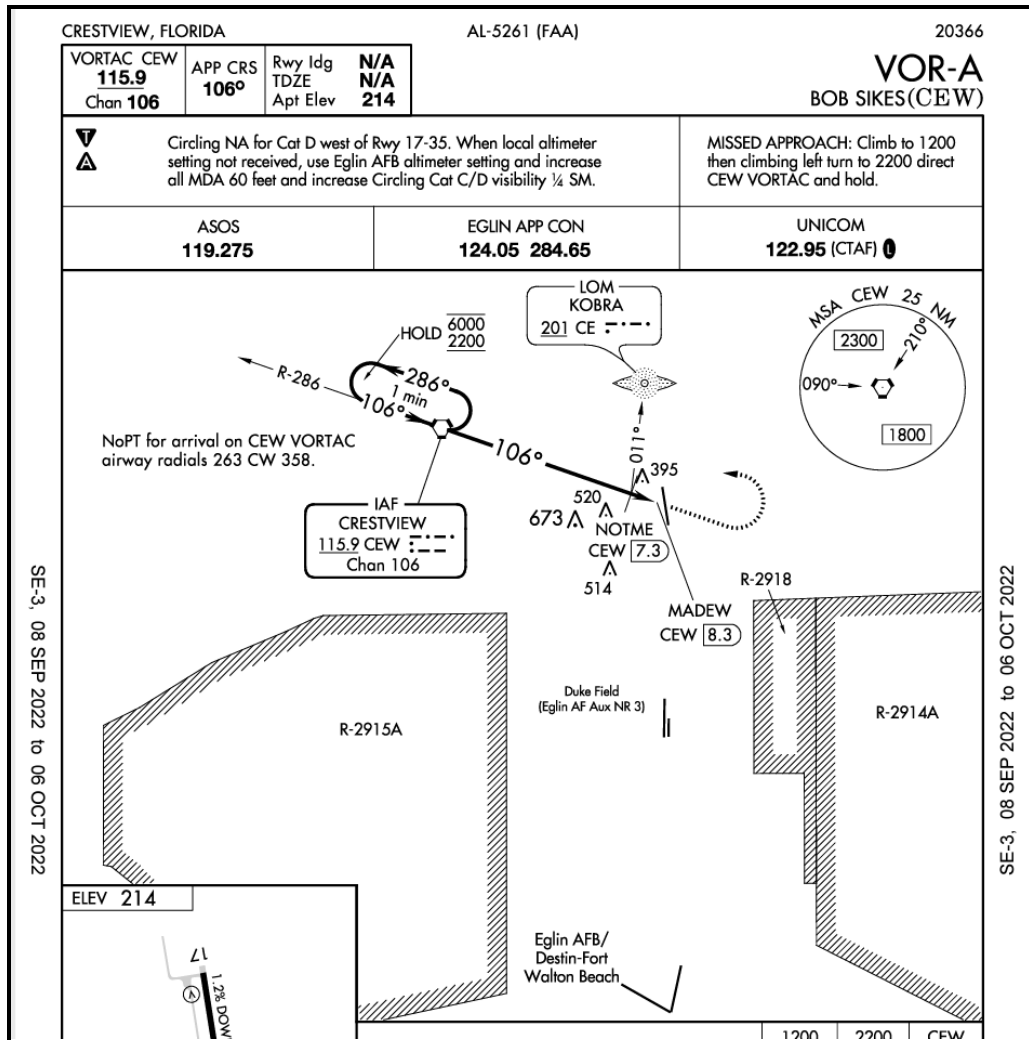 CRESTVIEW, FLORIDA
AL-5261 (FAA)
20366
VORTAC CEW
115.9
Chan 106
APP CRS
106°
Rwy ldg N/A
TDZE N/A
Apt Elev 214
VOR-A
BOB SIKES (CEW)
T
A
Circling NA for Cat D west of Rwy 17-35. When local altimeter
setting not received, use Eglin AFB altimeter setting and increase
all MDA 60 feet and increase Circling Cat C/D visibility ¼ SM.
MISSED APPROACH: Climb to 1200
then climbing left turn to 2200 direct
CEW VORTAC and hold.
ASOS
119.275
EGLIN APP CON
124.05 284.65
UNICOM
122.95 (CTAF) L
LOM
KOBRA
201 CE
HOLD 6000
2200
R-286
286°
1 min
106°
NoPT for arrival on CEW VORTAC
airway radials 263 CW 358.
106°
011°
MSA CEW 25 NM
2300
210°
090°
1800
395
520
673
NOTME
CEW 7.3
514
IAF
CRESTVIEW
115.9 CEW
Chan 106
MADEW
CEW 8.3
R-2918
R-2915A
Duke Field
(Eglin AF Aux NR 3)
R-2914A
SE-3, 08 SEP 2022 to 06 OCT 2022
SE-3, 08 SEP 2022 to 06 OCT 2022
ELEV 214
17
1.2% DOW
Eglin AFB/
Destin-Fort
Walton Beach
1200
2200
CEW